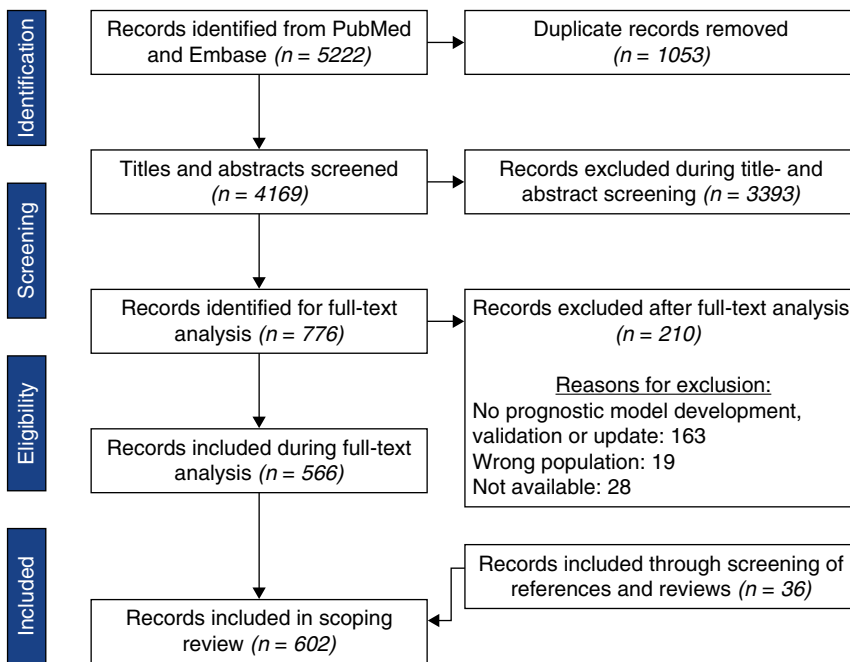 Identification
Records identified from PubMed
and Embase (n = 5222)
Duplicate records removed
(n = 1053)
Screening
Titles and abstracts screened
(n = 4169)
Records excluded during title- and
abstract screening (n = 3393)
Records identified for full-text
analysis (n = 776)
Records excluded after full-text analysis
(n = 210)
Reasons for exclusion:
No prognostic model development,
validation or update: 163
Wrong population: 19
Not available: 28
Eligibility
Records included during full-text
analysis (n = 566)
Included
Records included through screening of
references and reviews (n = 36)
Records included in scoping
review (n = 602)